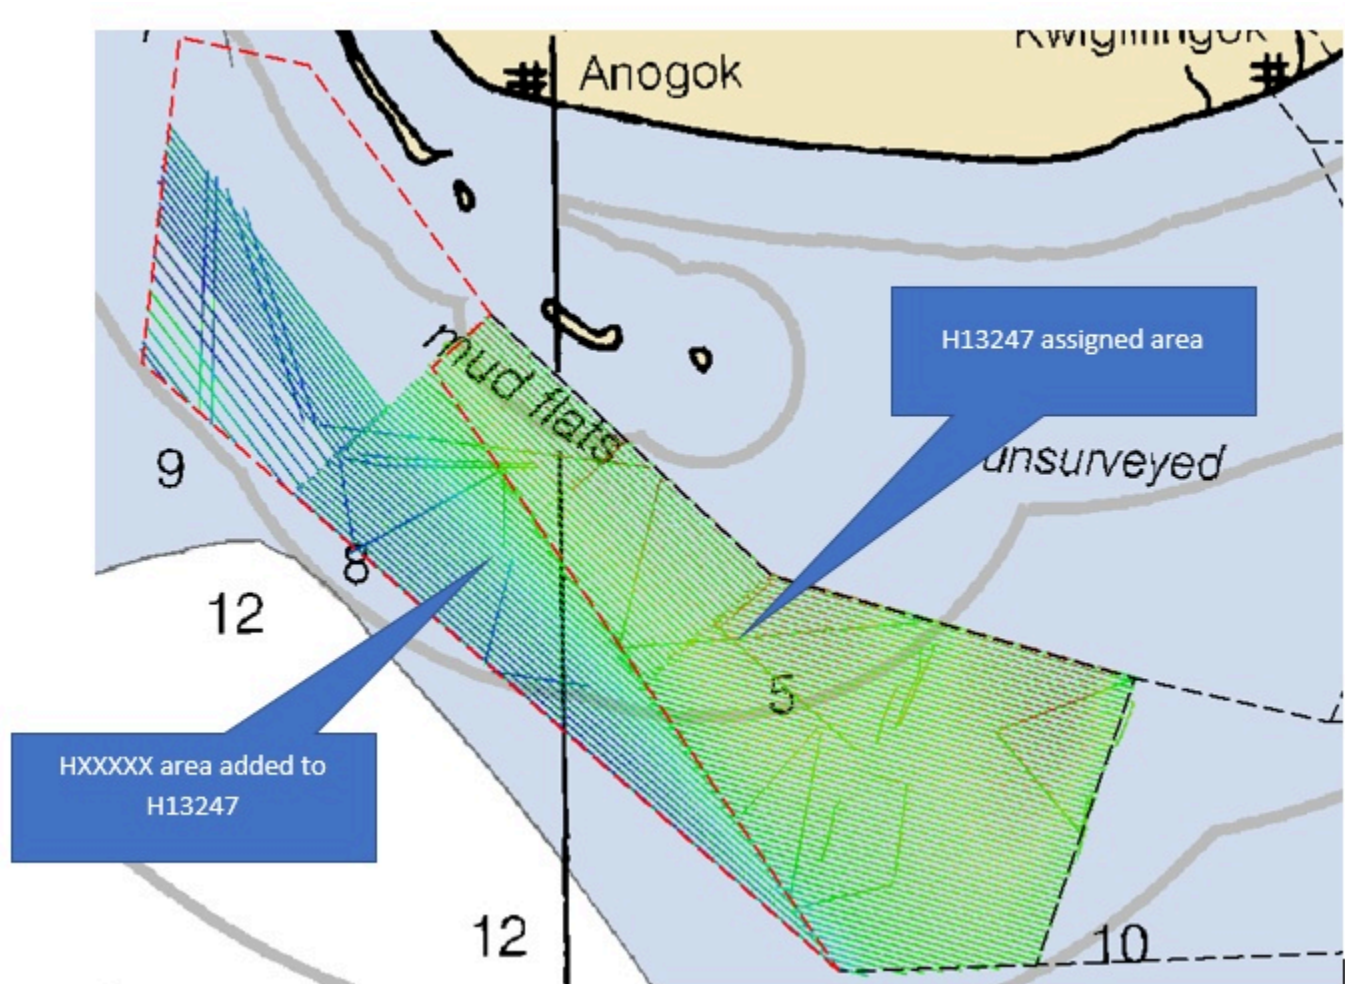 Anogok
mud flats
H13247 assigned area
unsurveyed
9
8
12
5
HXXXXX area added to
H13247
12
10